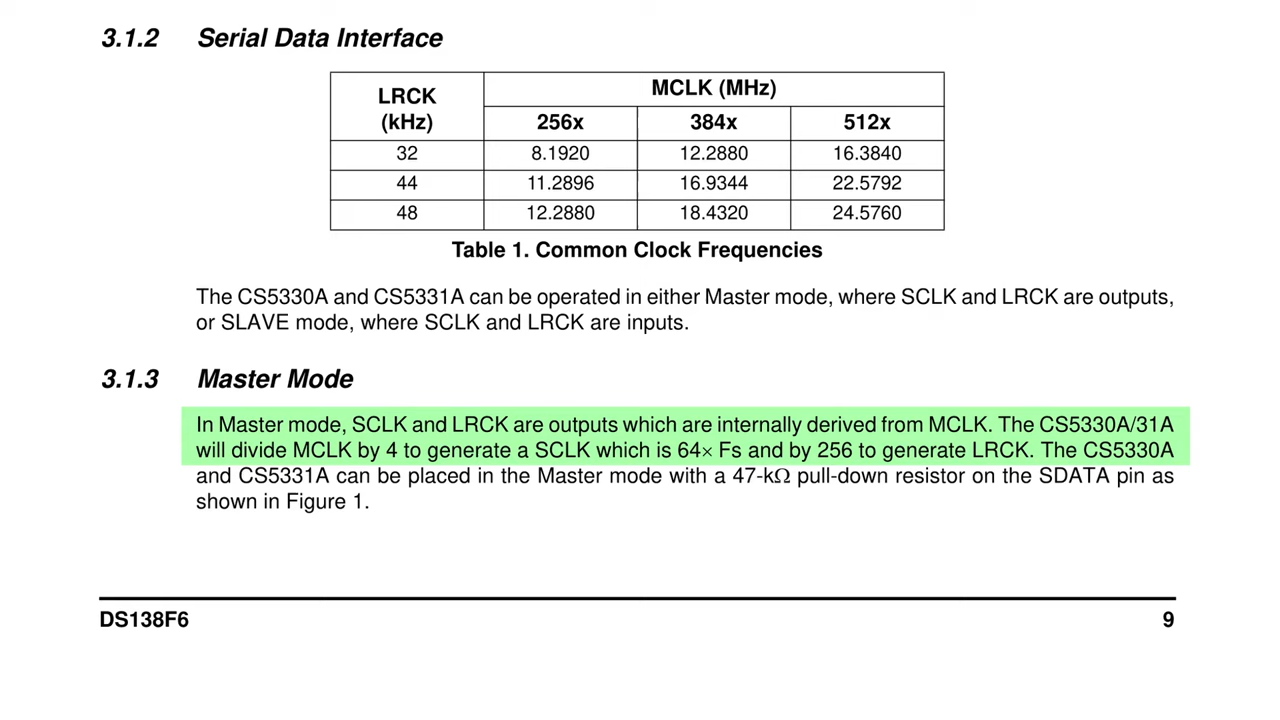 3.1.2 Serial Data Interface
LRCK (kHz) MCLK (MHz)
256x 384x 512x
32 8.1920 12.2880 16.3840
44 11.2896 16.9344 22.5792
48 12.2880 18.4320 24.5760
Table 1. Common Clock Frequencies
The CS5330A and CS5331A can be operated in either Master mode, where SCLK and LRCK are outputs,
or SLAVE mode, where SCLK and LRCK are inputs.
3.1.3 Master Mode
In Master mode, SCLK and LRCK are outputs which are internally derived from MCLK. The CS5330A/31A
will divide MCLK by 4 to generate a SCLK which is 64× Fs and by 256 to generate LRCK. The CS5330A
and CS5331A can be placed in the Master mode with a 47-kΩ pull-down resistor on the SDATA pin as
shown in Figure 1.
DS138F6 9